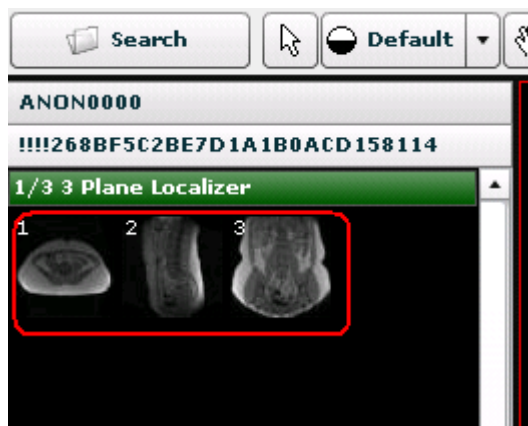 Search Default
ANON0000
!!!!268BF5C2BE7D1A1B0ACD158114
1/3 3 Plane Localizer
1 2 3